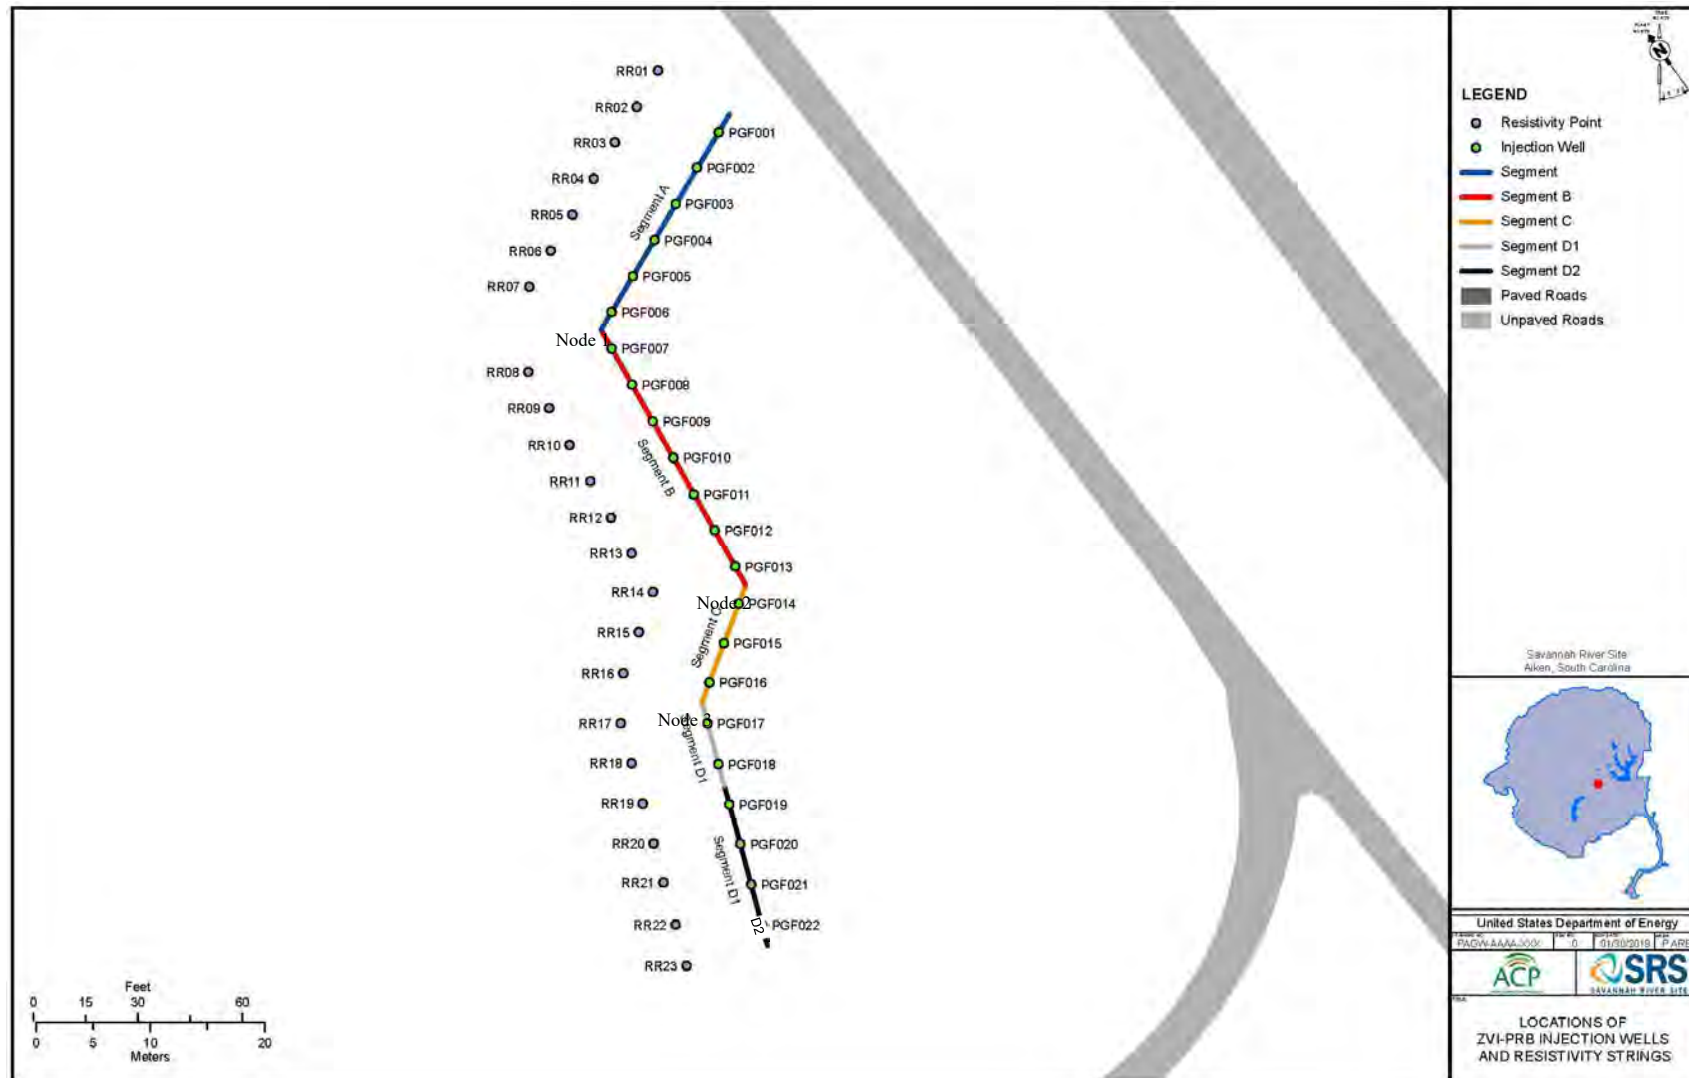 RR01
RR02
RR03
RR04
RR05
RR06
RR07
RR08
RR09
RR10
RR11
RR12
RR13
RR14
RR15
RR16
RR17
RR18
RR19
RR20
RR21
RR22
RR23
PGF001
PGF002
PGF003
PGF004
PGF005
PGF006
PGF007
PGF008
PGF009
PGF010
PGF011
PGF012
PGF013
PGF014
PGF015
PGF016
PGF017
PGF018
PGF019
PGF020
PGF021
PGF022
Segment A
Node 1
Segment B
Node 2
Segment C
Node 3
Segment D1
Segment D1
D2
Feet
0 15 30 60
0 5 10 20
Meters
N
LEGEND
Resistivity Point
Injection Well
Segment
Segment B
Segment C
Segment D1
Segment D2
Paved Roads
Unpaved Roads
Savannah River Site
Aiken, South Carolina
United States Department of Energy
0 01/30/2019
ACP
SRS
SAVANNAH RIVER SITE
LOCATIONS OF
ZVI-PRB INJECTION WELLS
AND RESISTIVITY STRINGS